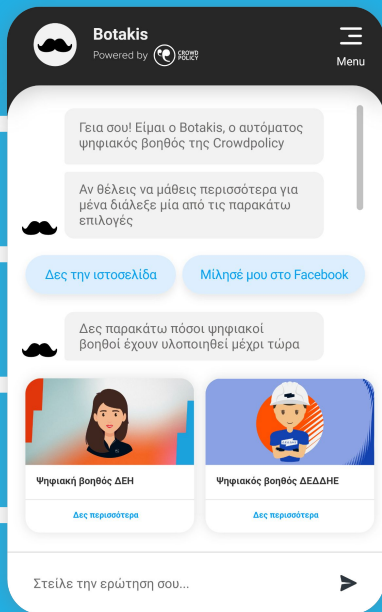 Botakis
Powered by CROWD POLICY
Menu
Γεια σου! Είμαι ο Botakis, ο αυτόματος
ψηφιακός βοηθός της Crowdpolicy
Αν θέλεις να μάθεις περισσότερα για
μένα διάλεξε μία από τις παρακάτω
επιλογές
Δες την ιστοσελίδα
Μίλησέ μου στο Facebook
Δες παρακάτω πόσοι ψηφιακοί
βοηθοί έχουν υλοποιηθεί μέχρι τώρα
Ψηφιακή βοηθός ΔΕΗ
Δες περισσότερα
Ψηφιακός βοηθός ΔΕΔΔΗΕ
Δες περισσότερα
Στείλε την ερώτηση σου...